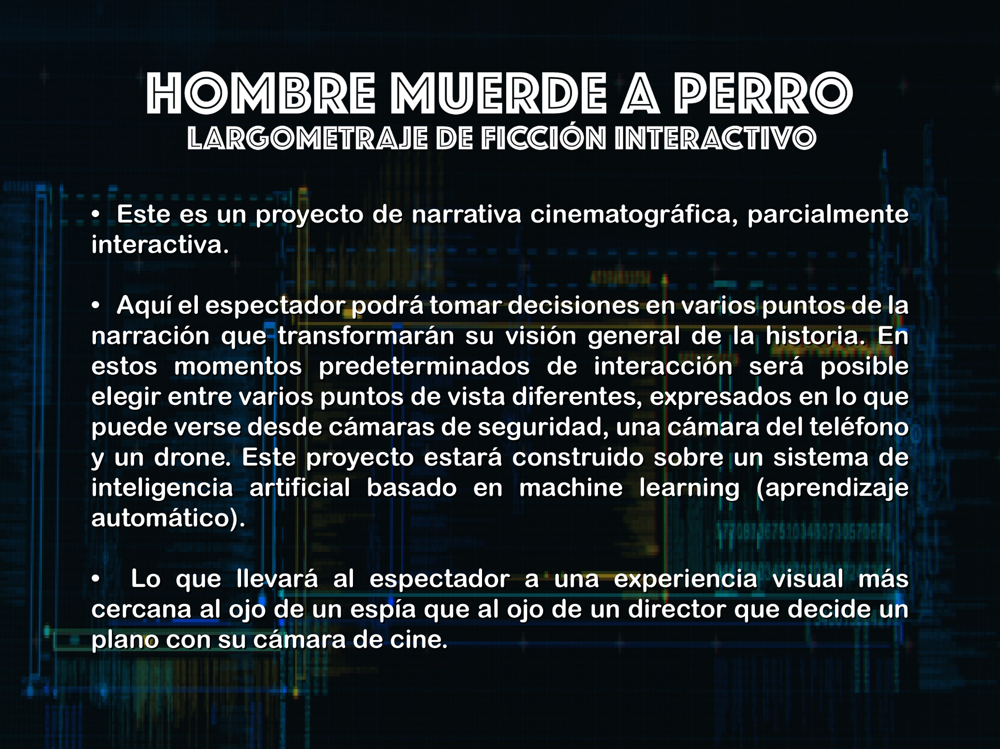 HOMBRE MUERDE A PERRO
LARGOMETRAJE DE FICCIÓN INTERACTIVO
• Este es un proyecto de narrativa cinematográfica, parcialmente
interactiva.
• Aquí el espectador podrá tomar decisiones en varios puntos de la
narración que transformarán su visión general de la historia. En
estos momentos predeterminados de interacción será posible
elegir entre varios puntos de vista diferentes, expresados en lo que
puede verse desde cámaras de seguridad, una cámara del teléfono
y un drone. Este proyecto estará construido sobre un sistema de
inteligencia artificial basado en machine learning (aprendizaje
automático).
• Lo que llevará al espectador a una experiencia visual más
cercana al ojo de un espía que al ojo de un director que decide un
plano con su cámara de cine.